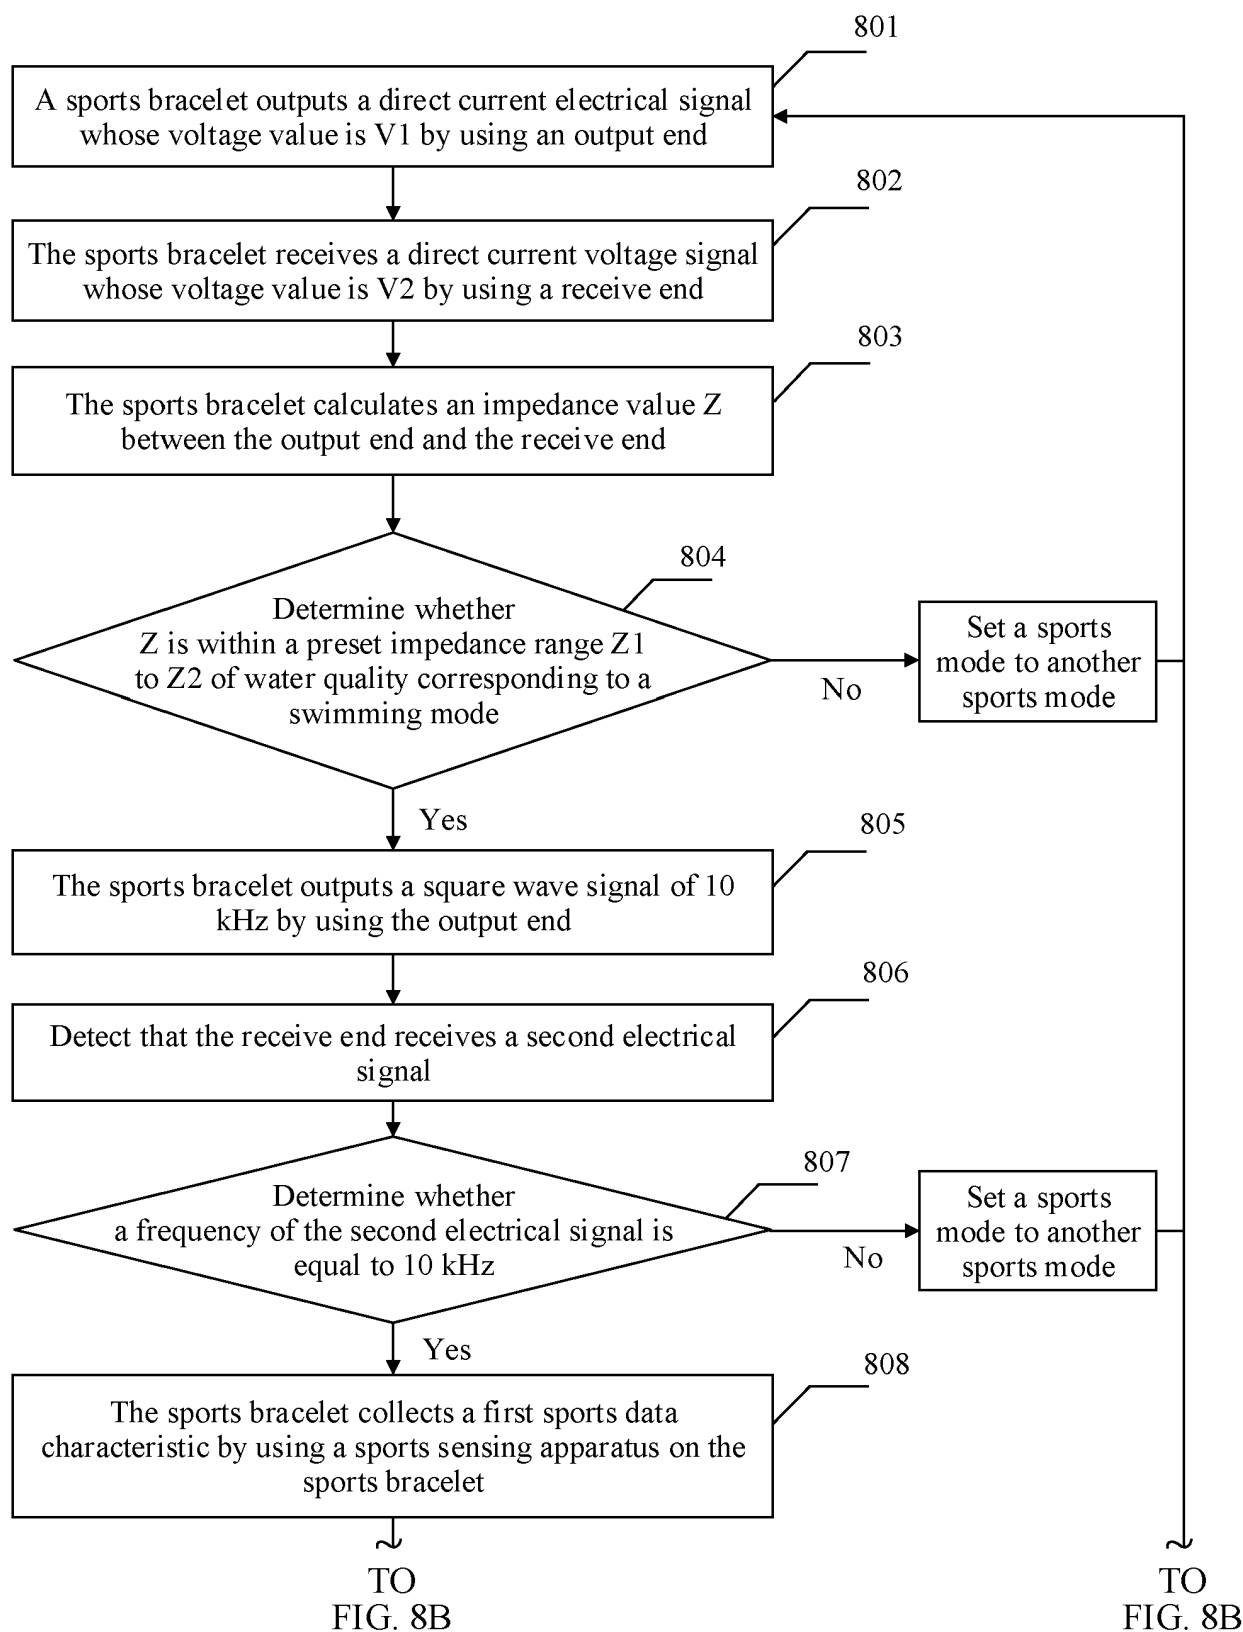 801
A sports bracelet outputs a direct current electrical signal
whose voltage value is V1 by using an output end
802
The sports bracelet receives a direct current voltage signal
whose voltage value is V2 by using a receive end
803
The sports bracelet calculates an impedance value Z
between the output end and the receive end
804
Determine whether
Z is within a preset impedance range Z1
to Z2 of water quality corresponding to a
swimming mode
No
Set a sports
mode to another
sports mode
Yes
805
The sports bracelet outputs a square wave signal of 10
kHz by using the output end
806
Detect that the receive end receives a second electrical
signal
807
Determine whether
a frequency of the second electrical signal is
equal to 10 kHz
No
Set a sports
mode to another
sports mode
Yes
808
The sports bracelet collects a first sports data
characteristic by using a sports sensing apparatus on the
sports bracelet
TO
FIG. 8B
TO
FIG. 8B